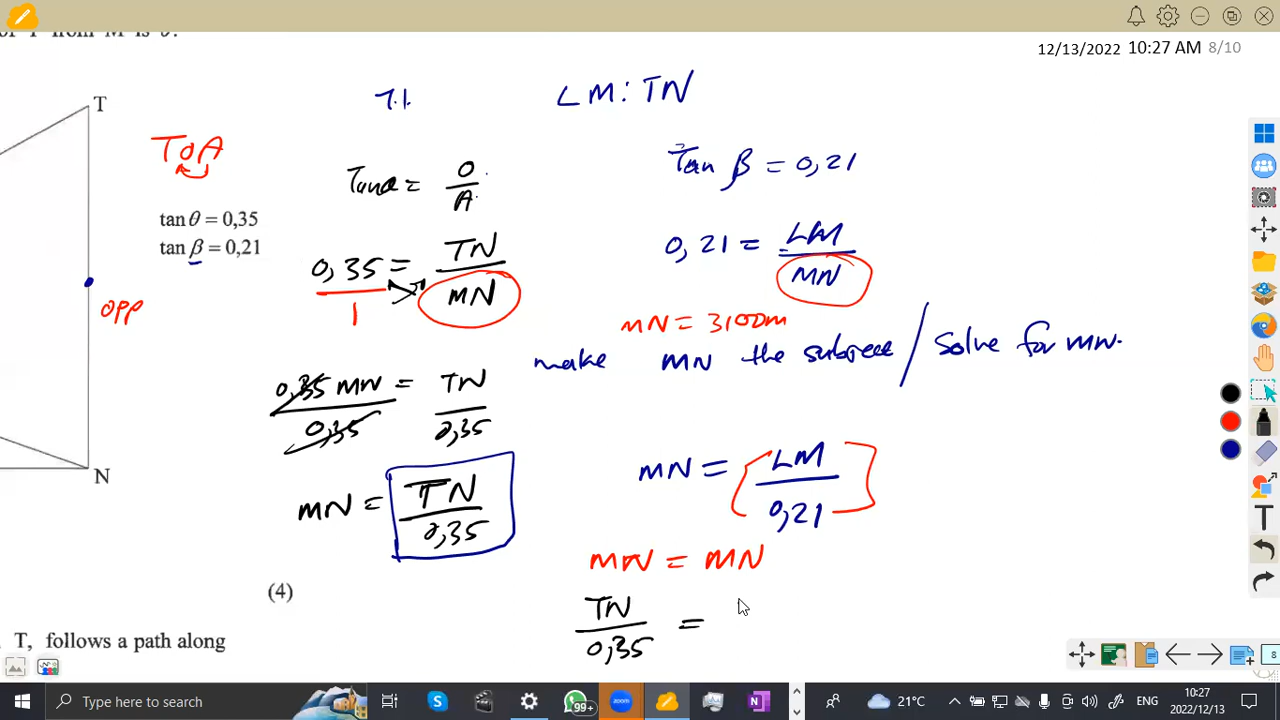 12/13/2022 10:27 AM 8/10
7.1
LM : TN
T
TOA
Tan β = 0,21
Tanθ = O/A
tan θ = 0,35
tan β = 0,21
0,21 = LM/MN
0,35/1 = TN/MN
OPP
MN = 3100m
make MN the subject / Solve for MN.
0,35 MN/0,35 = TN/0,35
MN = LM/0,21
N
MN = TN/0,35
MN = MN
(4)
TN/0,35 =
T, follows a path along
8
Type here to search
99+
21°C
ENG
10:27
2022/12/13